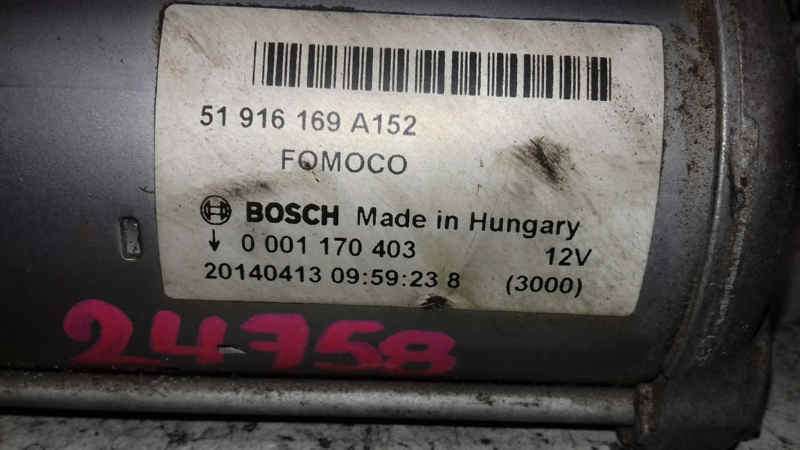 51 916 169 A152
FOMOCO
BOSCH Made in Hungary
↓ 0 001 170 403 12V
20140413 09:59:23 8 (3000)
24758